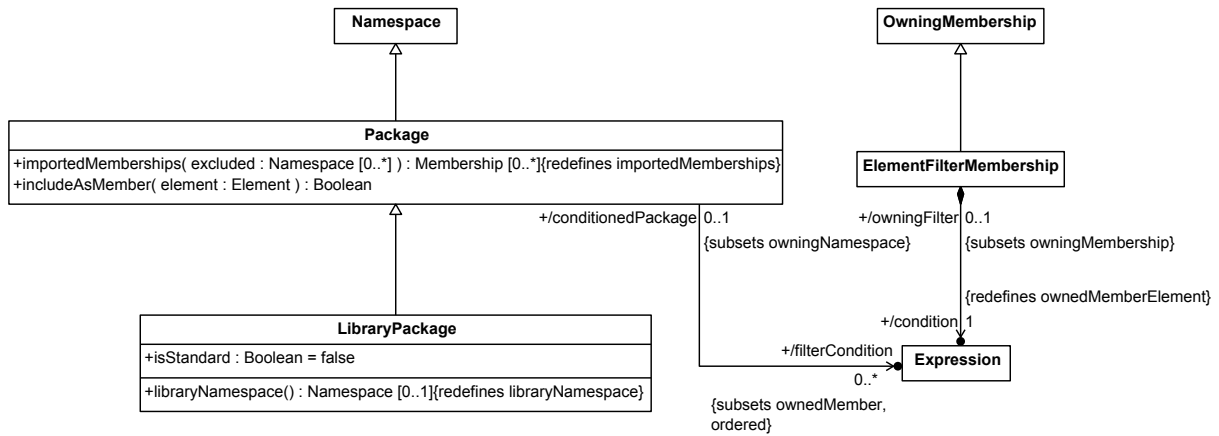 Namespace
OwningMembership
Package
+importedMemberships( excluded : Namespace [0..*] ) : Membership [0..*]{redefines importedMemberships}
+includeAsMember( element : Element ) : Boolean
ElementFilterMembership
+/conditionedPackage 0..1
{subsets owningNamespace}
+/owningFilter 0..1
{subsets owningMembership}
{redefines ownedMemberElement}
+/condition 1
LibraryPackage
+isStandard : Boolean = false
+libraryNamespace() : Namespace [0..1]{redefines libraryNamespace}
+/filterCondition
0..*
{subsets ownedMember,
ordered}
Expression